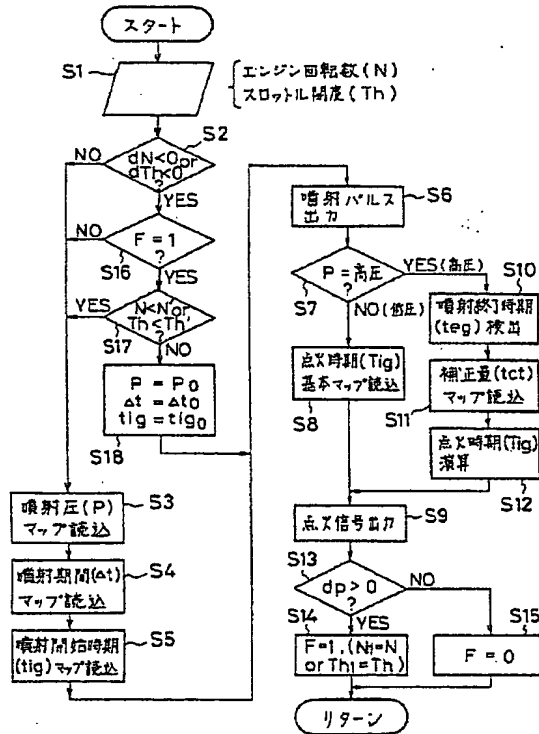 スタート
S1
エンジン回転数(N)
スロットル開度(Th)
S2
NO
dN<0 or
dTh<0
?
YES
NO
F=1
?
S16
YES
YES
N<N'or
Th<Th'
?
S17
NO
P=P0
Δt=Δt0
tig=tig0
S18
噴射圧(P)
マップ読込
S3
噴射期間(Δt)
マップ読込
S4
噴射開始時期
(tig)マップ読込
S5
噴射パルス
出力
S6
P=高圧
?
S7
YES(高圧)
NO(低圧)
S10
噴射終了時期
(teg)検出
点火時期(Tig)
基本マップ読込
S8
補正量(tct)
マップ読込
S11
点火時期(Tig)
演算
S12
点火信号出力
S9
S13
dp>0
?
NO
YES
S14
F=1,(N1=N
or Th1=Th)
S15
F=0
リターン